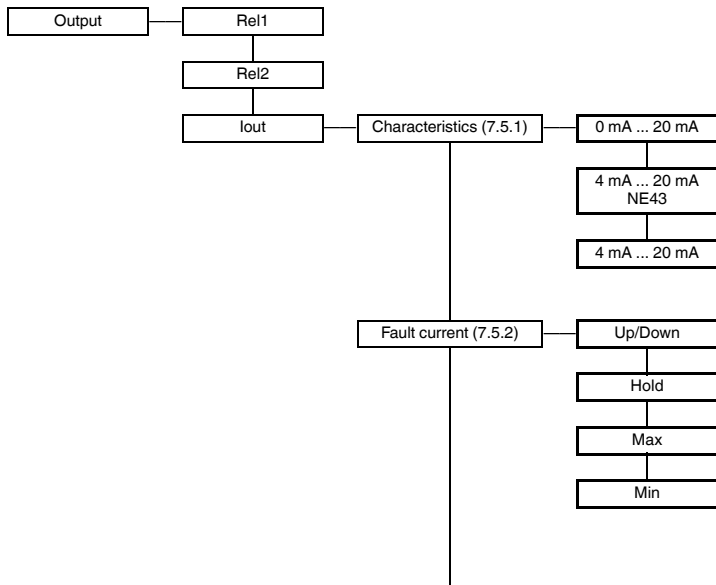 Output
Rel1
Rel2
Iout
Characteristics (7.5.1)
0 mA ... 20 mA
4 mA ... 20 mA
NE43
4 mA ... 20 mA
Fault current (7.5.2)
Up/Down
Hold
Max
Min